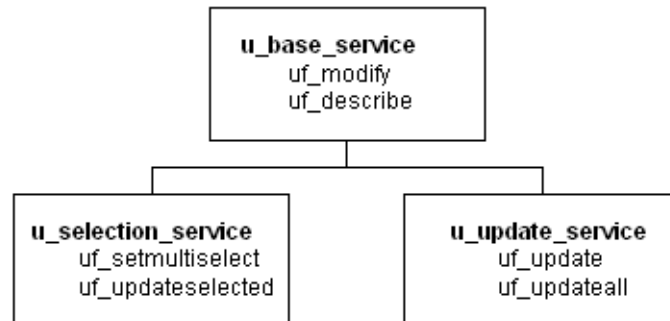 u_base_service
uf_modify
uf_describe
u_selection_service
uf_setmultiselect
uf_updateselected
u_update_service
uf_update
uf_updateall